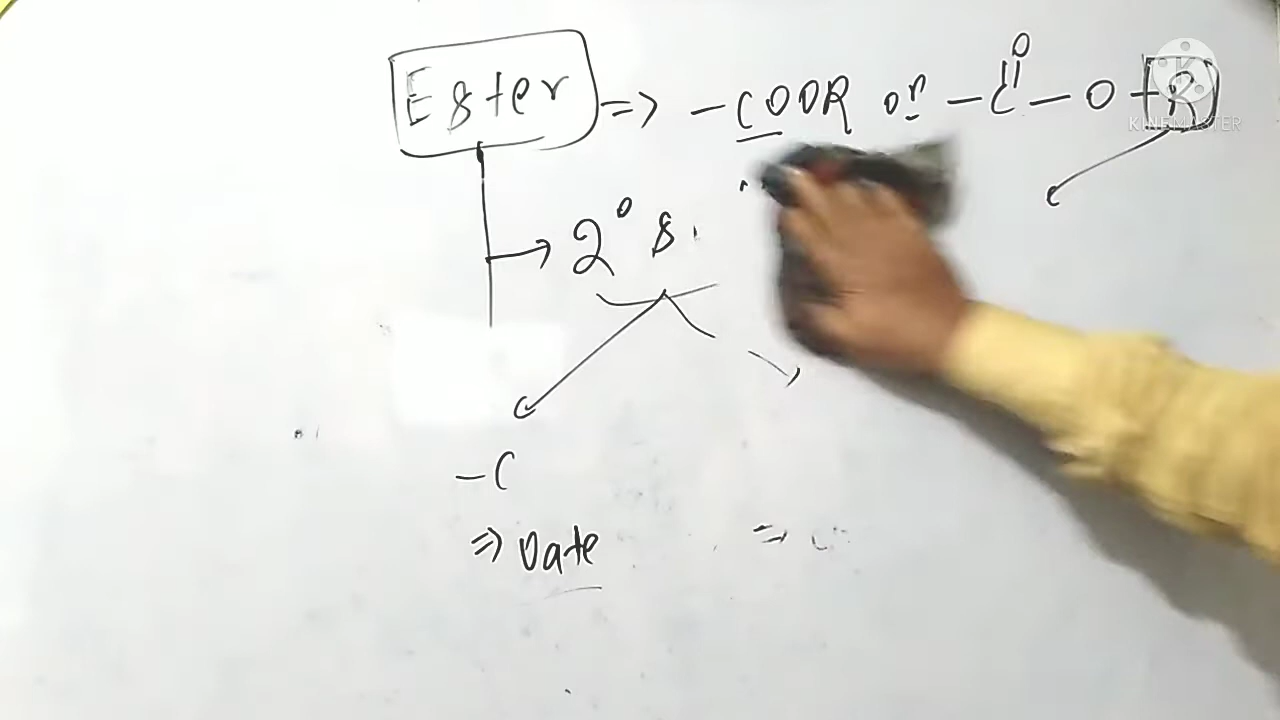 Ester => -COOR or -C-O-R
O
KINEMASTER
2° s.
-C
=> oate
=>